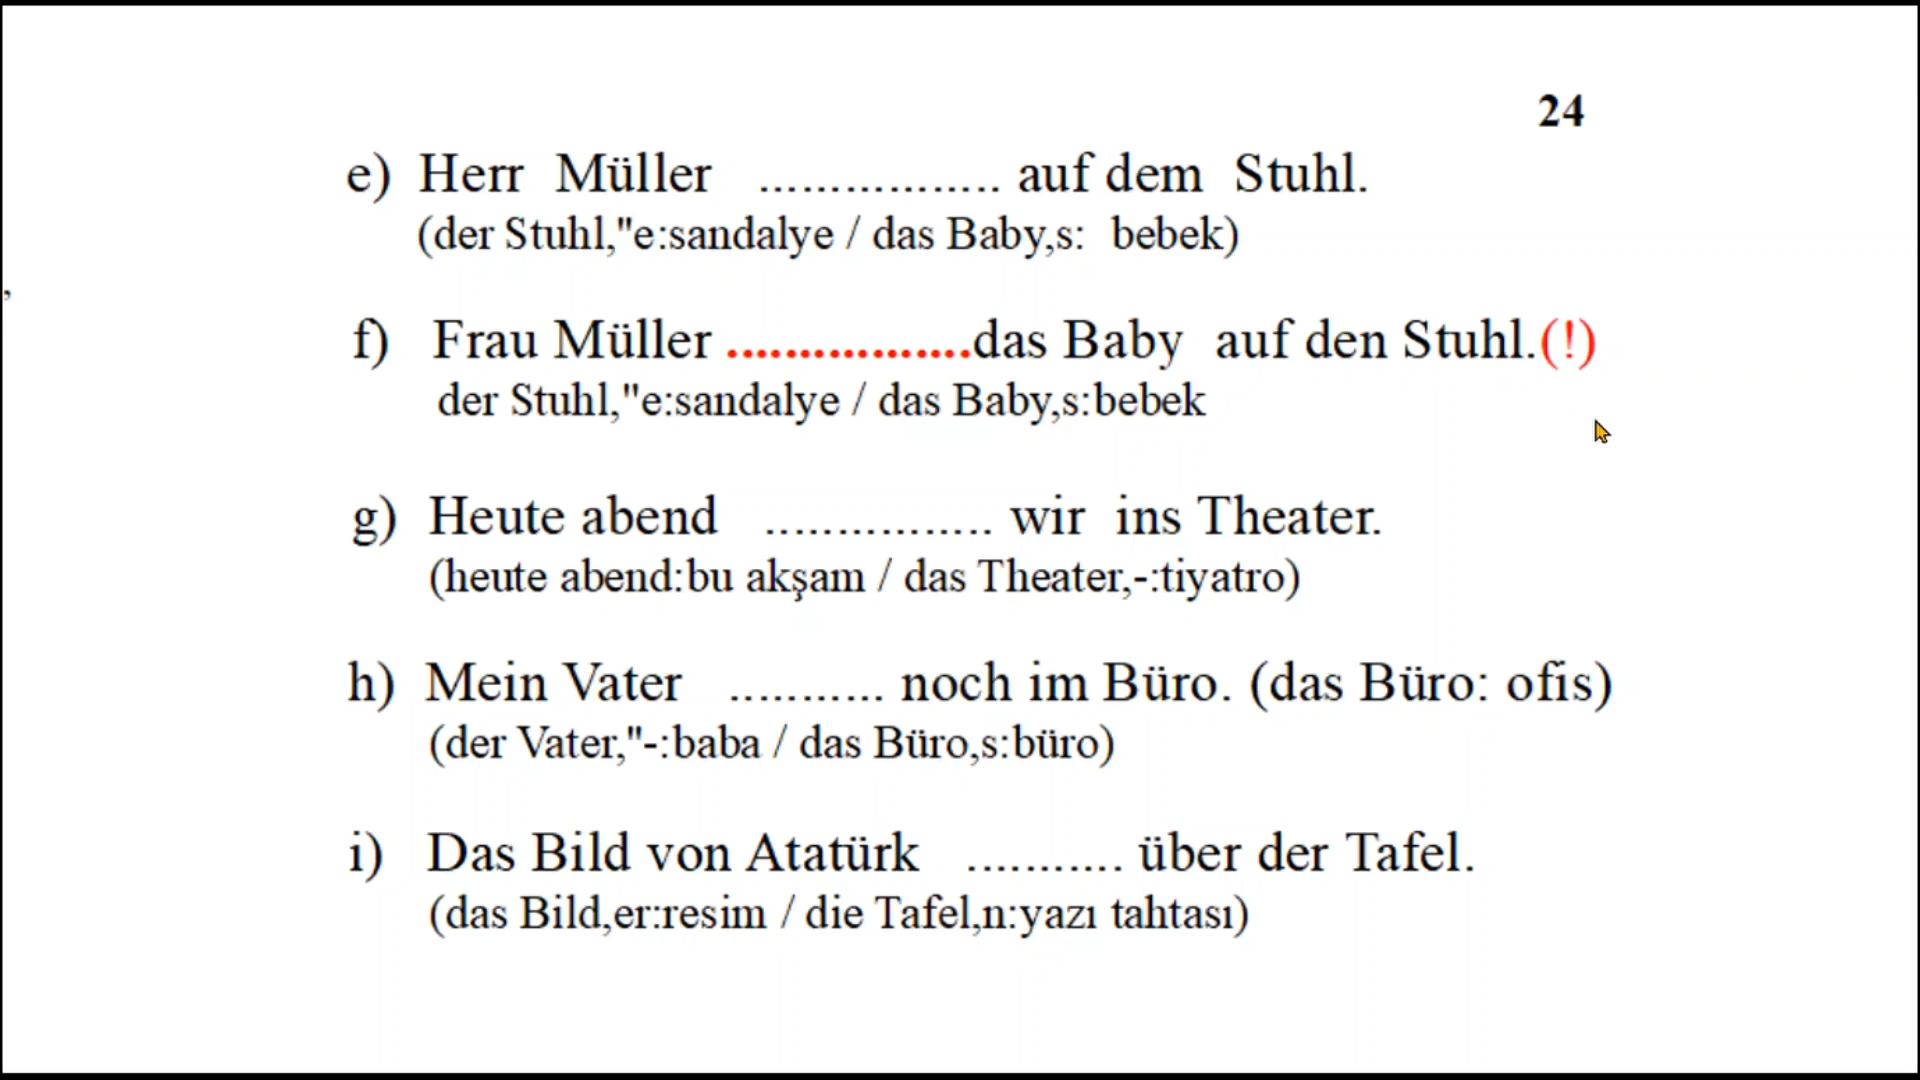 24
e) Herr Müller ................. auf dem Stuhl.
(der Stuhl,"e:sandalye / das Baby,s: bebek)
,
f) Frau Müller .................das Baby auf den Stuhl.(!)
der Stuhl,"e:sandalye / das Baby,s:bebek
g) Heute abend ................ wir ins Theater.
(heute abend:bu akşam / das Theater,-:tiyatro)
h) Mein Vater ........... noch im Büro. (das Büro: ofis)
(der Vater,"-:baba / das Büro,s:büro)
i) Das Bild von Atatürk ........... über der Tafel.
(das Bild,er:resim / die Tafel,n:yazı tahtası)